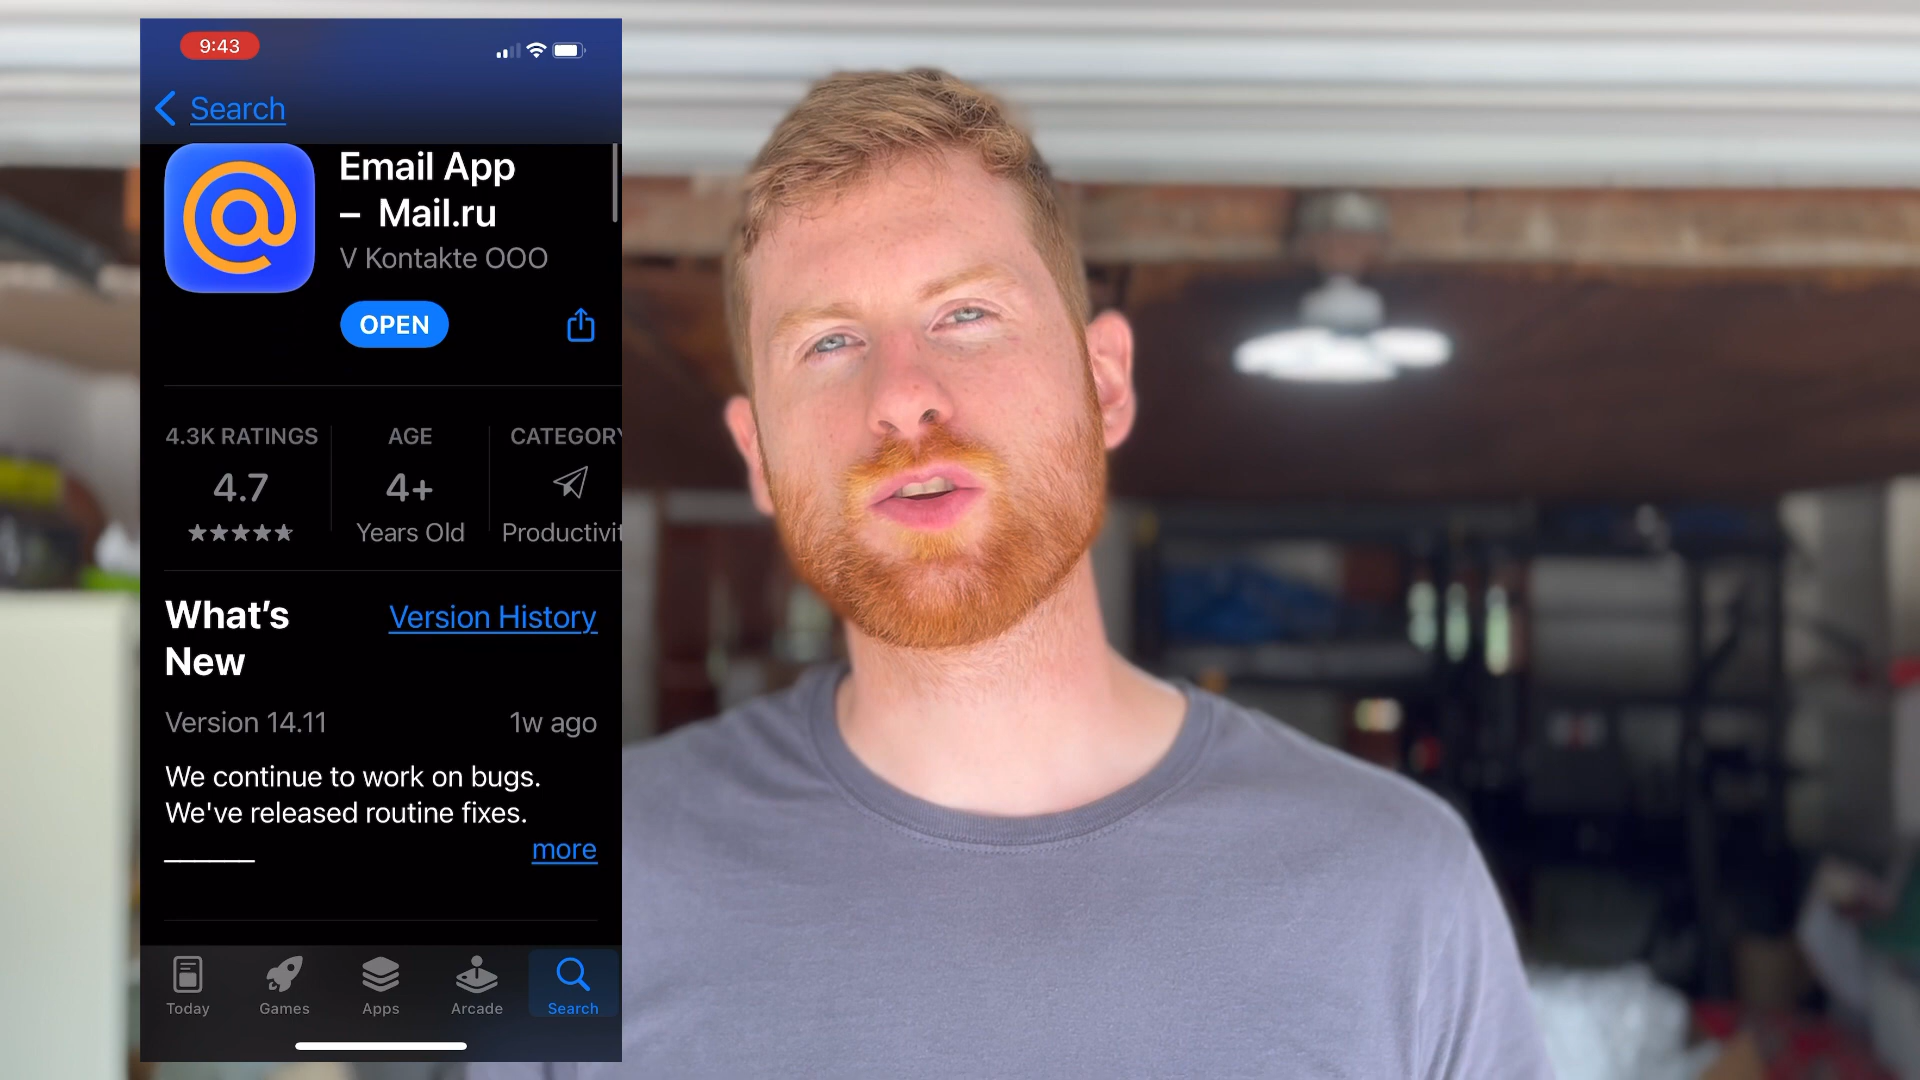 9:43
Search
Email App
– Mail.ru
V Kontakte OOO
OPEN
4.3K RATINGS
AGE
CATEGORY
4.7
4+
Years Old
Productivit
What's
New
Version History
Version 14.11
1w ago
We continue to work on bugs.
We've released routine fixes.
more
Today
Games
Apps
Arcade
Search